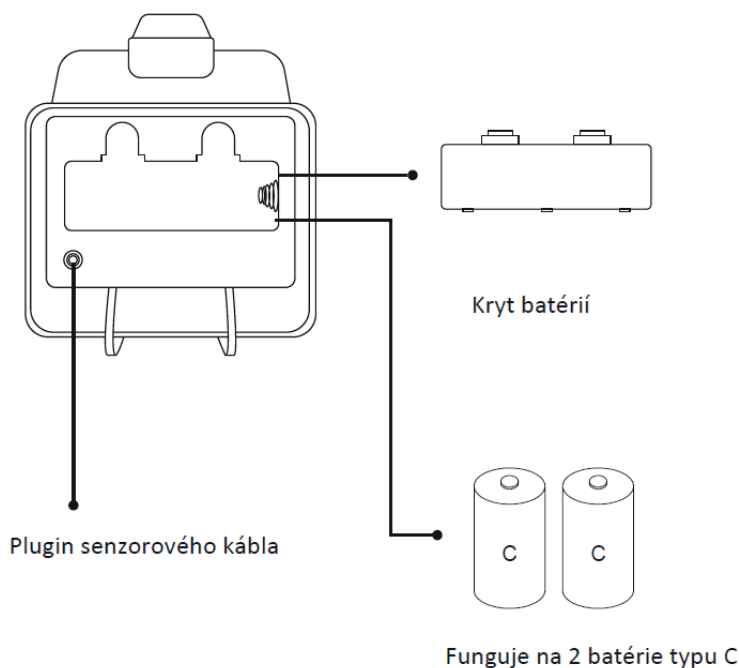 Kryt batérií
Plugin senzorového kábla
C
C
Funguje na 2 batérie typu C